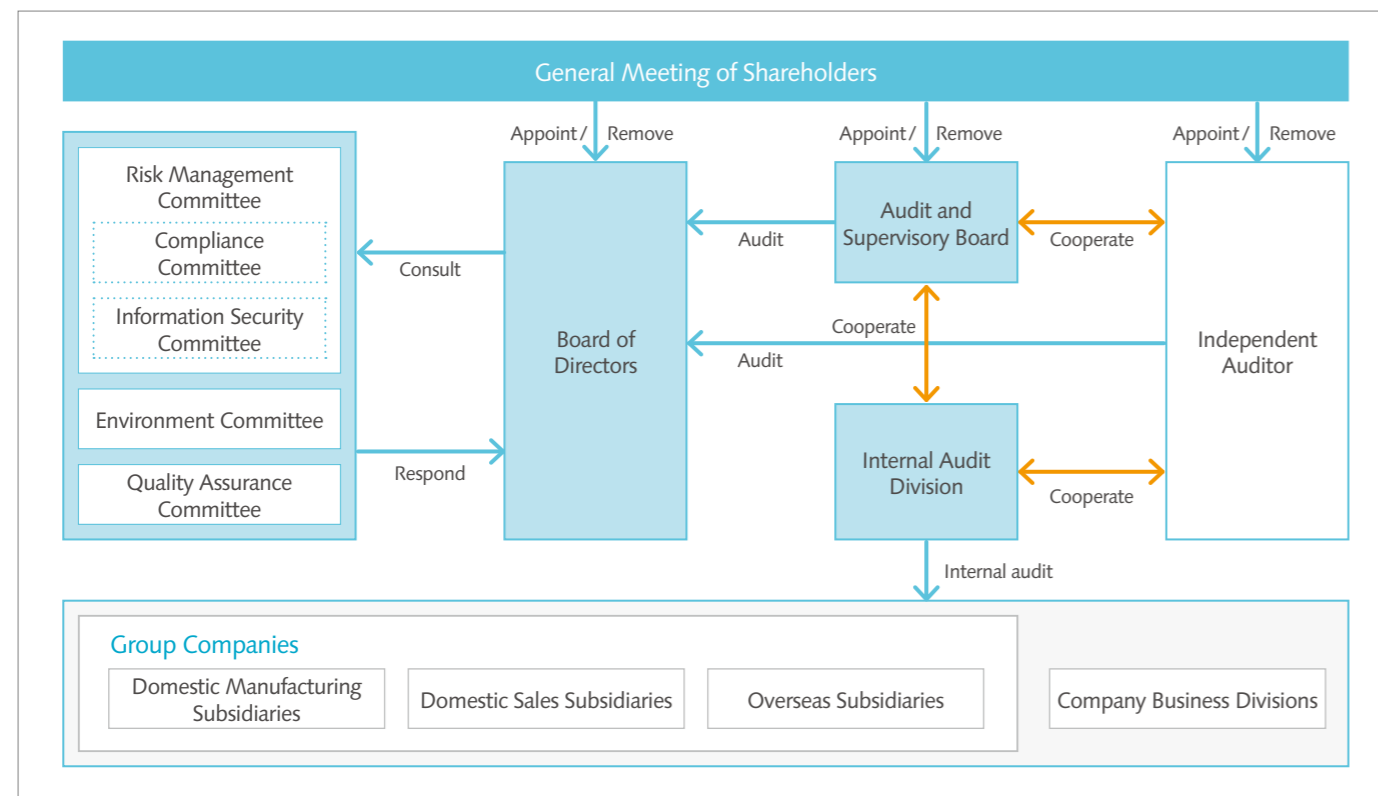 General Meeting of Shareholders
Appoint / Remove
Appoint / Remove
Appoint / Remove
Risk Management
Committee
Compliance
Committee
Information Security
Committee
Environment Committee
Quality Assurance
Committee
Consult
Respond
Board of
Directors
Audit
Audit
Audit and
Supervisory Board
Cooperate
Cooperate
Internal Audit
Division
Cooperate
Independent
Auditor
Internal audit
Group Companies
Domestic Manufacturing
Subsidiaries
Domestic Sales Subsidiaries
Overseas Subsidiaries
Company Business Divisions